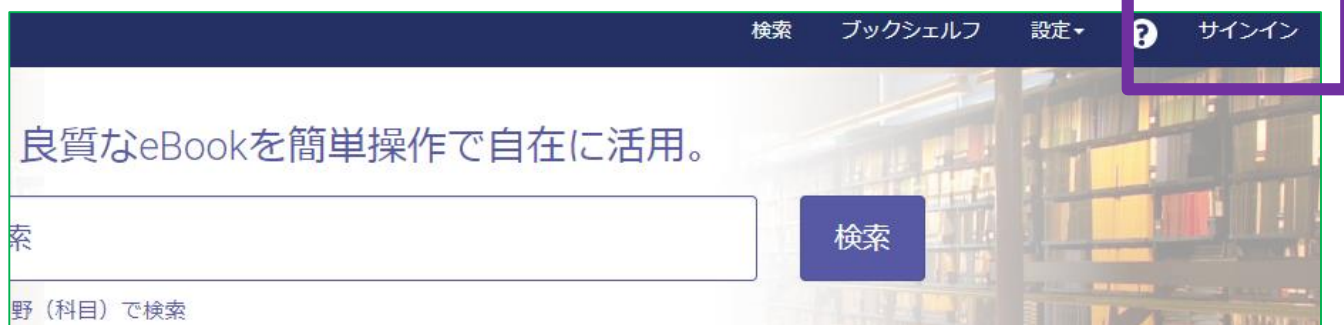 検索 ブックシェルフ 設定 ? サインイン
良質なeBookを簡単操作で自在に活用。
索
検索
野（科目）で検索